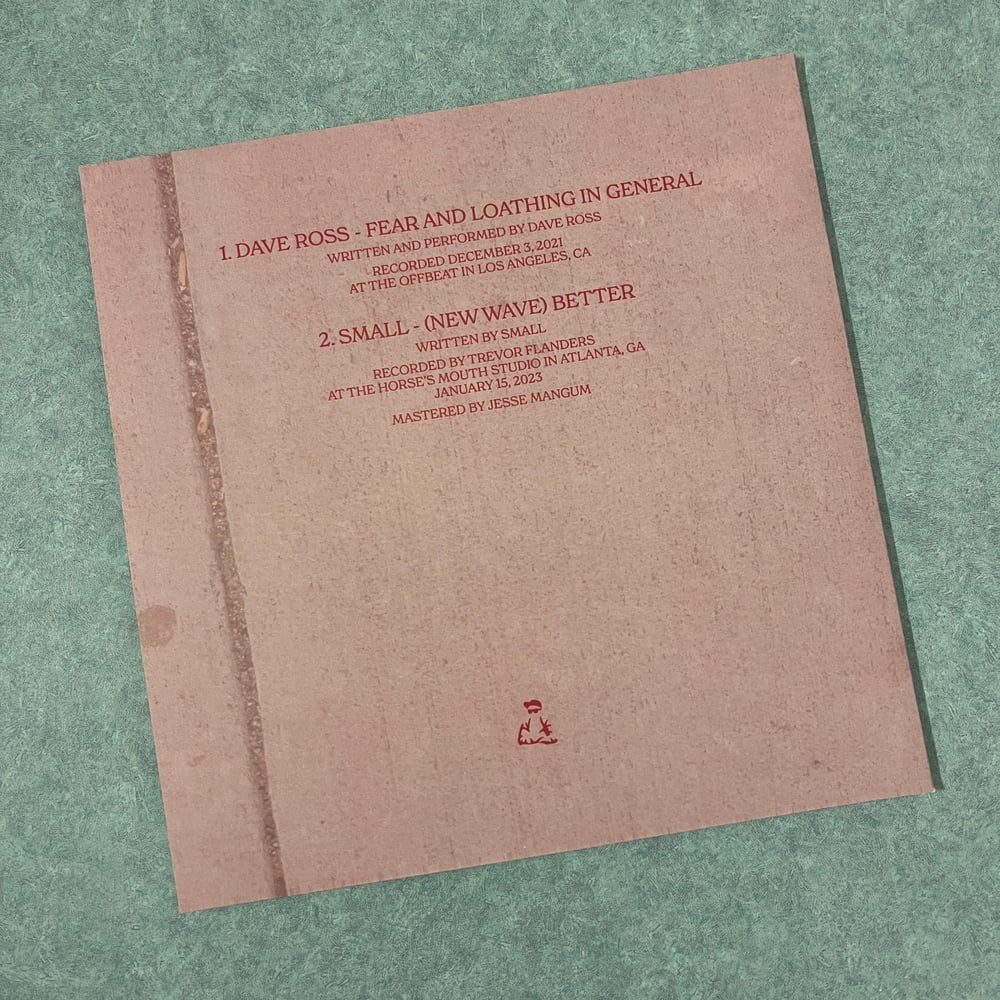 1. DAVE ROSS - FEAR AND LOATHING IN GENERAL
WRITTEN AND PERFORMED BY DAVE ROSS
RECORDED DECEMBER 3, 2021
AT THE OFFBEAT IN LOS ANGELES, CA
2. SMALL - (NEW WAVE) BETTER
WRITTEN BY SMALL
RECORDED BY TREVOR FLANDERS
AT THE HORSE'S MOUTH STUDIO IN ATLANTA, GA
JANUARY 15, 2023
MASTERED BY JESSE MANGUM